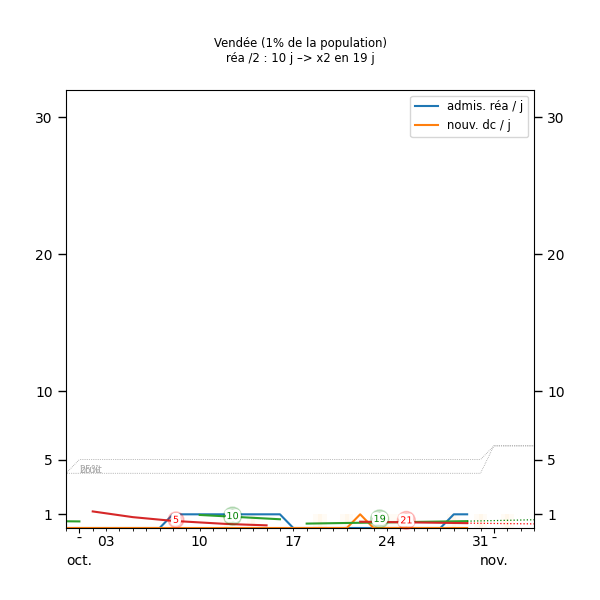 Vendée (1% de la population)
réa /2 : 10 j –> x2 en 19 j
admis. réa / j
nouv. dc / j
30 30
20 20
10 10
5 5
1 1
5 10 19 21
- 03 10 17 24 31 -
oct. nov.